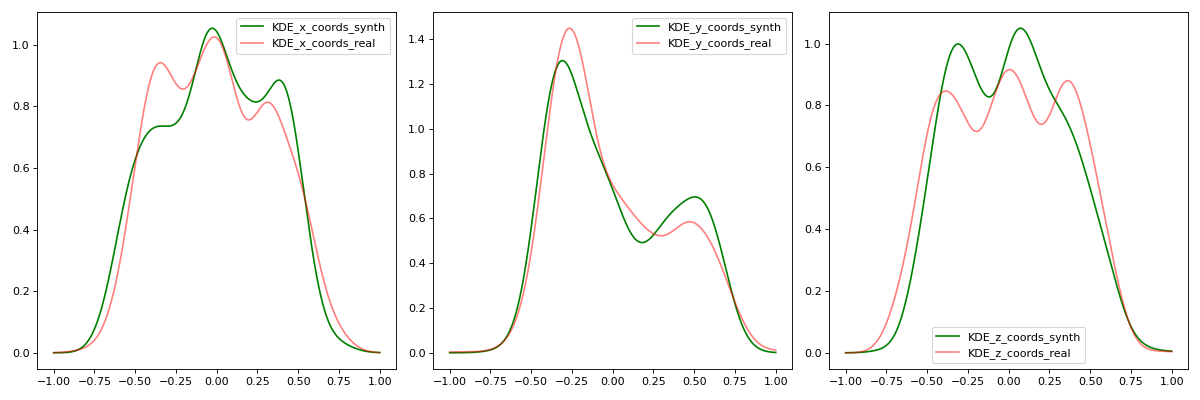 KDE_x_coords_synth
KDE_x_coords_real
1.0
0.8
0.6
0.4
0.2
0.0
−1.00 −0.75 −0.50 −0.25 0.00 0.25 0.50 0.75 1.00
KDE_y_coords_synth
KDE_y_coords_real
1.4
1.2
1.0
0.8
0.6
0.4
0.2
0.0
−1.00 −0.75 −0.50 −0.25 0.00 0.25 0.50 0.75 1.00
1.0
0.8
0.6
0.4
0.2
0.0
KDE_z_coords_synth
KDE_z_coords_real
−1.00 −0.75 −0.50 −0.25 0.00 0.25 0.50 0.75 1.00